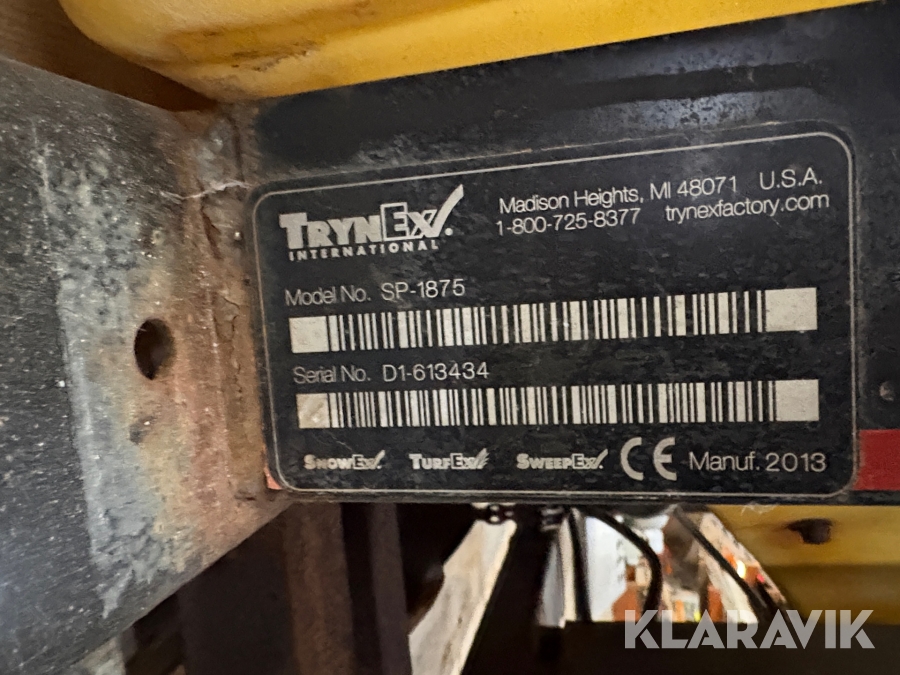 TRYNEX
INTERNATIONAL
Madison Heights, MI 48071 U.S.A.
1-800-725-8377 trynexfactory.com
Model No. SP-1875
Serial No. D1-613434
SNOWEX TURFEX SWEEPEX CE Manuf. 2013
KLARAVIK